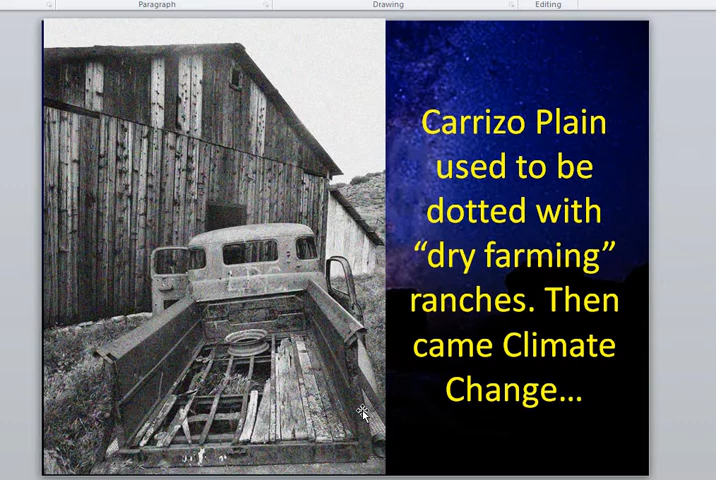 Paragraph Drawing Editing
Carrizo Plain
used to be
dotted with
“dry farming”
ranches. Then
came Climate
Change...